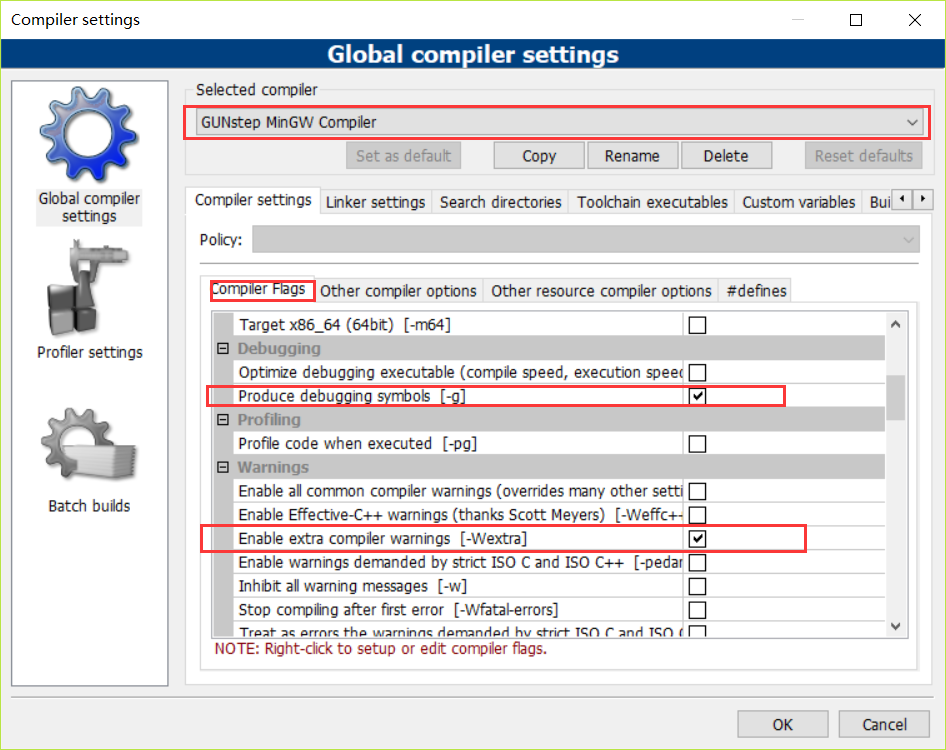 Compiler settings
Global compiler settings
Global compiler
settings
Profiler settings
Batch builds
Selected compiler
GUNstep MinGW Compiler
Set as default
Copy
Rename
Delete
Reset defaults
Compiler settings
Linker settings
Search directories
Toolchain executables
Custom variables
Bui
Policy:
Compiler Flags
Other compiler options
Other resource compiler options
#defines
Target x86_64 (64bit) [-m64]
Debugging
Optimize debugging executable (compile speed, execution speed
Produce debugging symbols [-g]
Profiling
Profile code when executed [-pg]
Warnings
Enable all common compiler warnings (overrides many other setti
Enable Effective-C++ warnings (thanks Scott Meyers) [-Weffc+-
Enable extra compiler warnings [-Wextra]
Enable warnings demanded by strict ISO C and ISO C++ [-pedar
Inhibit all warning messages [-w]
Stop compiling after first error [-Wfatal-errors]
Treat as errors the warnings demanded by strict ISO C and ISO (
NOTE: Right-click to setup or edit compiler flags.
OK
Cancel